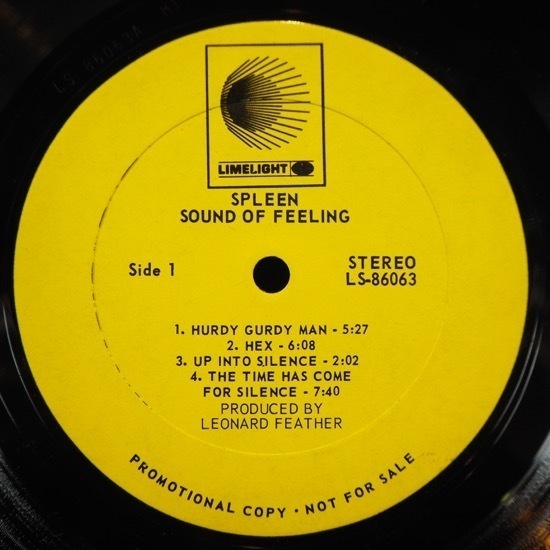 LIMELIGHT
SPLEEN
SOUND OF FEELING
Side 1
STEREO
LS-86063
1. HURDY GURDY MAN - 5:27
2. HEX - 6:08
3. UP INTO SILENCE - 2:02
4. THE TIME HAS COME
FOR SILENCE - 7:40
PRODUCED BY
LEONARD FEATHER
PROMOTIONAL COPY • NOT FOR SALE